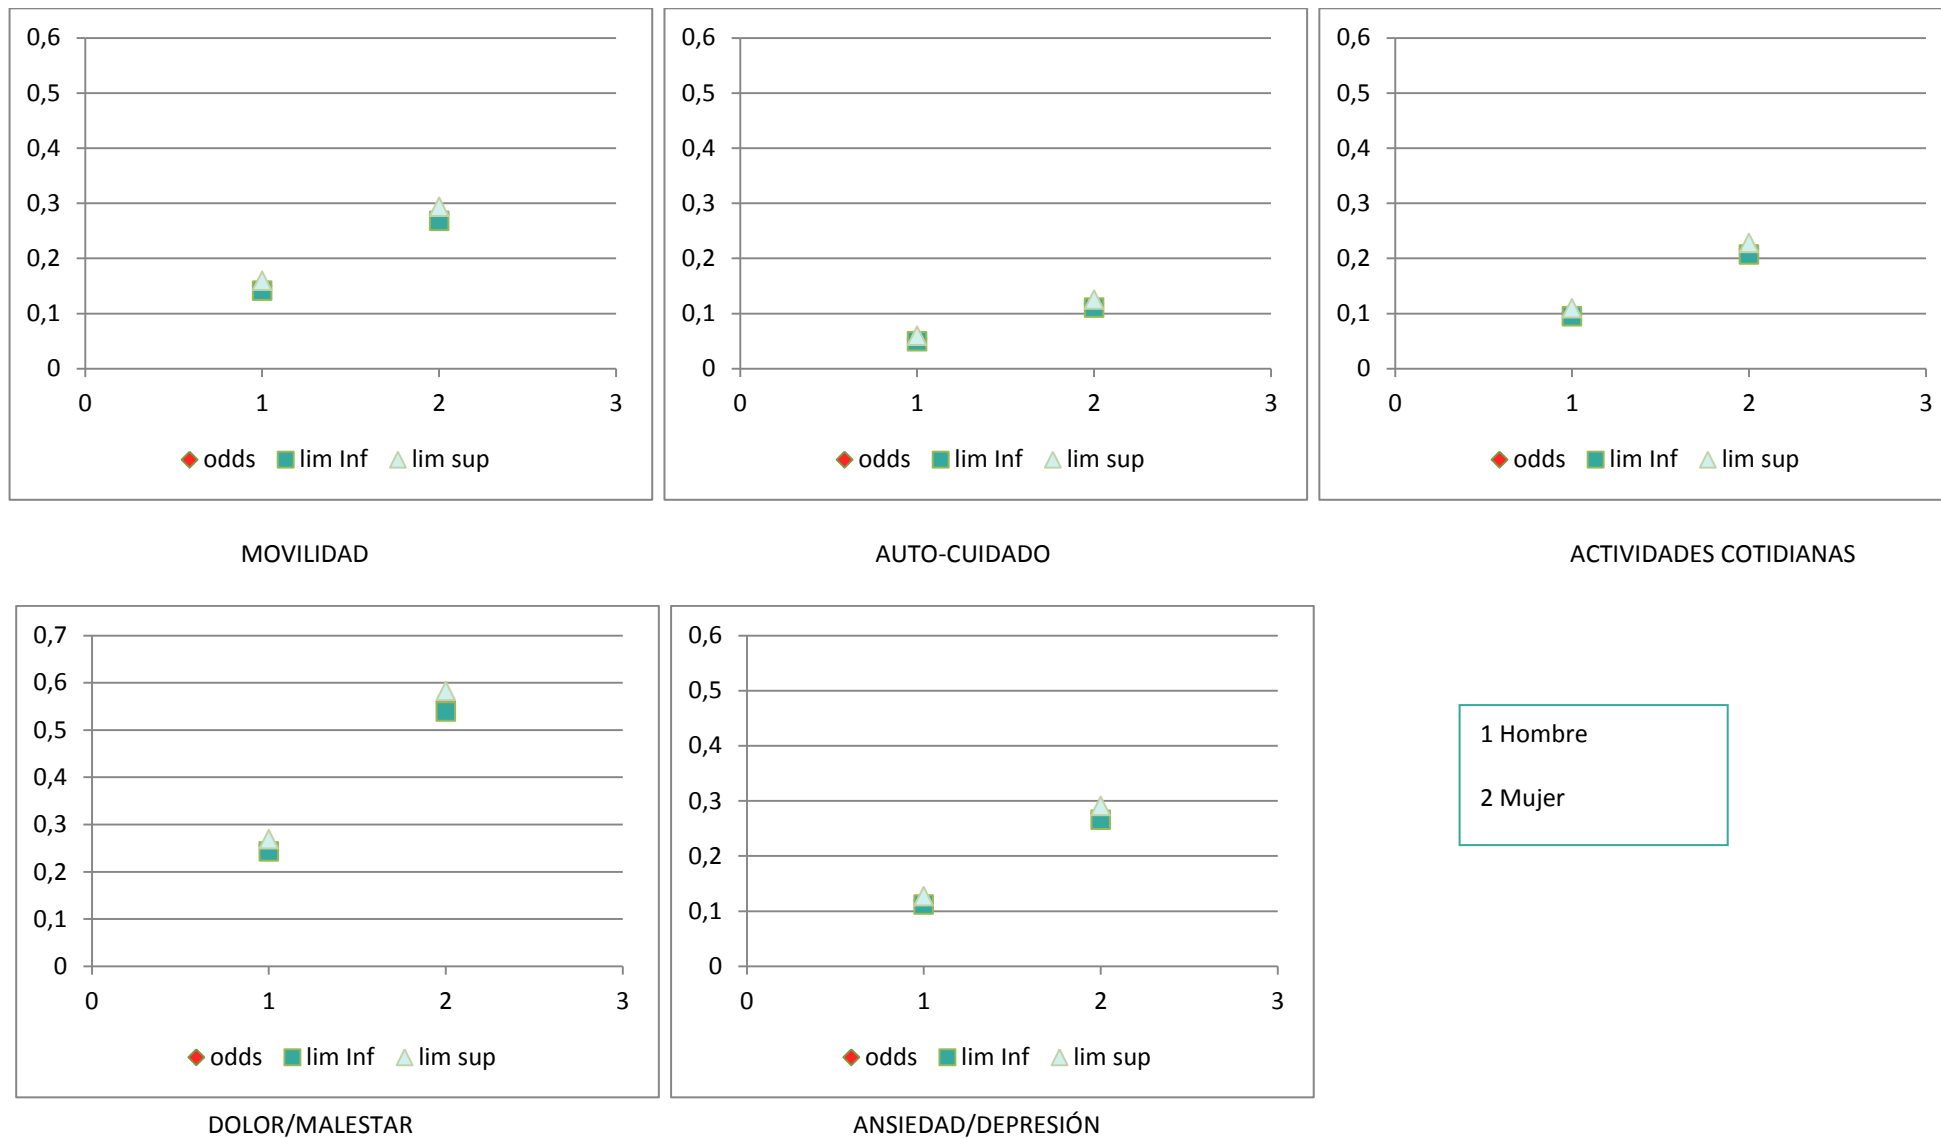 0,6
0,5
0,4
0,3
0,2
0,1
0
0 1 2 3
odds lim Inf lim sup
0,6
0,5
0,4
0,3
0,2
0,1
0
0 1 2 3
odds lim Inf lim sup
0,6
0,5
0,4
0,3
0,2
0,1
0
0 1 2 3
odds lim Inf lim sup
MOVILIDAD
AUTO-CUIDADO
ACTIVIDADES COTIDIANAS
0,7
0,6
0,5
0,4
0,3
0,2
0,1
0
0 1 2 3
odds lim Inf lim sup
0,6
0,5
0,4
0,3
0,2
0,1
0
0 1 2 3
odds lim Inf lim sup
1 Hombre
2 Mujer
DOLOR/MALESTAR
ANSIEDAD/DEPRESIÓN